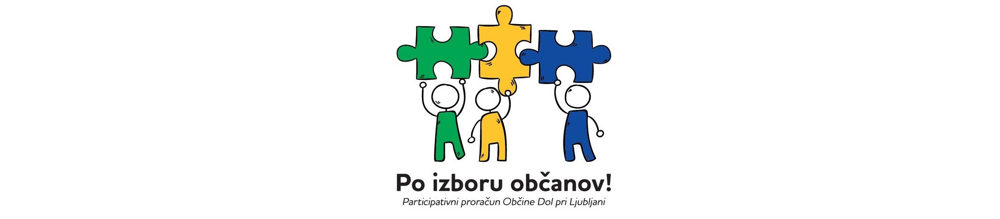 Po izboru občanov!
Participativni proračun Občine Dol pri Ljubljani